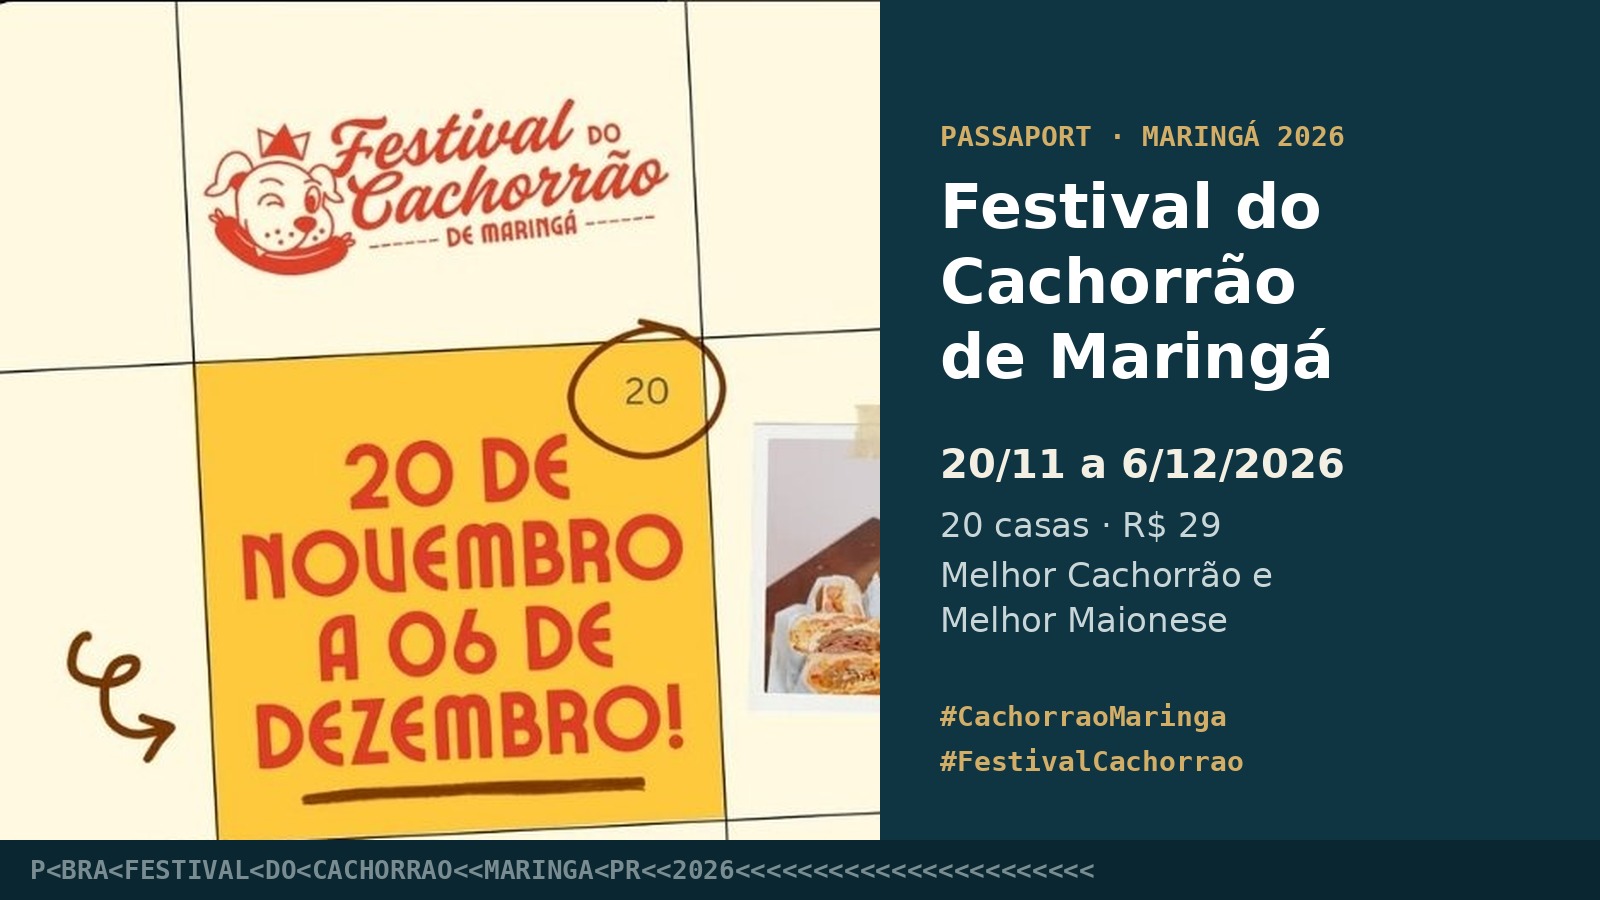 Festival DO
Cachorrão
DE MARINGÁ
20
20 DE
NOVEMBRO
A 06 DE
DEZEMBRO!
PASSAPORT · MARINGÁ 2026
Festival do
Cachorrão
de Maringá
20/11 a 6/12/2026
20 casas · R$ 29
Melhor Cachorrão e
Melhor Maionese
#CachorraoMaringa
#FestivalCachorrao
P<BRA<FESTIVAL<DO<CACHORRAO<<MARINGA<PR<<2026<<<<<<<<<<<<<<<<<<<<<<<